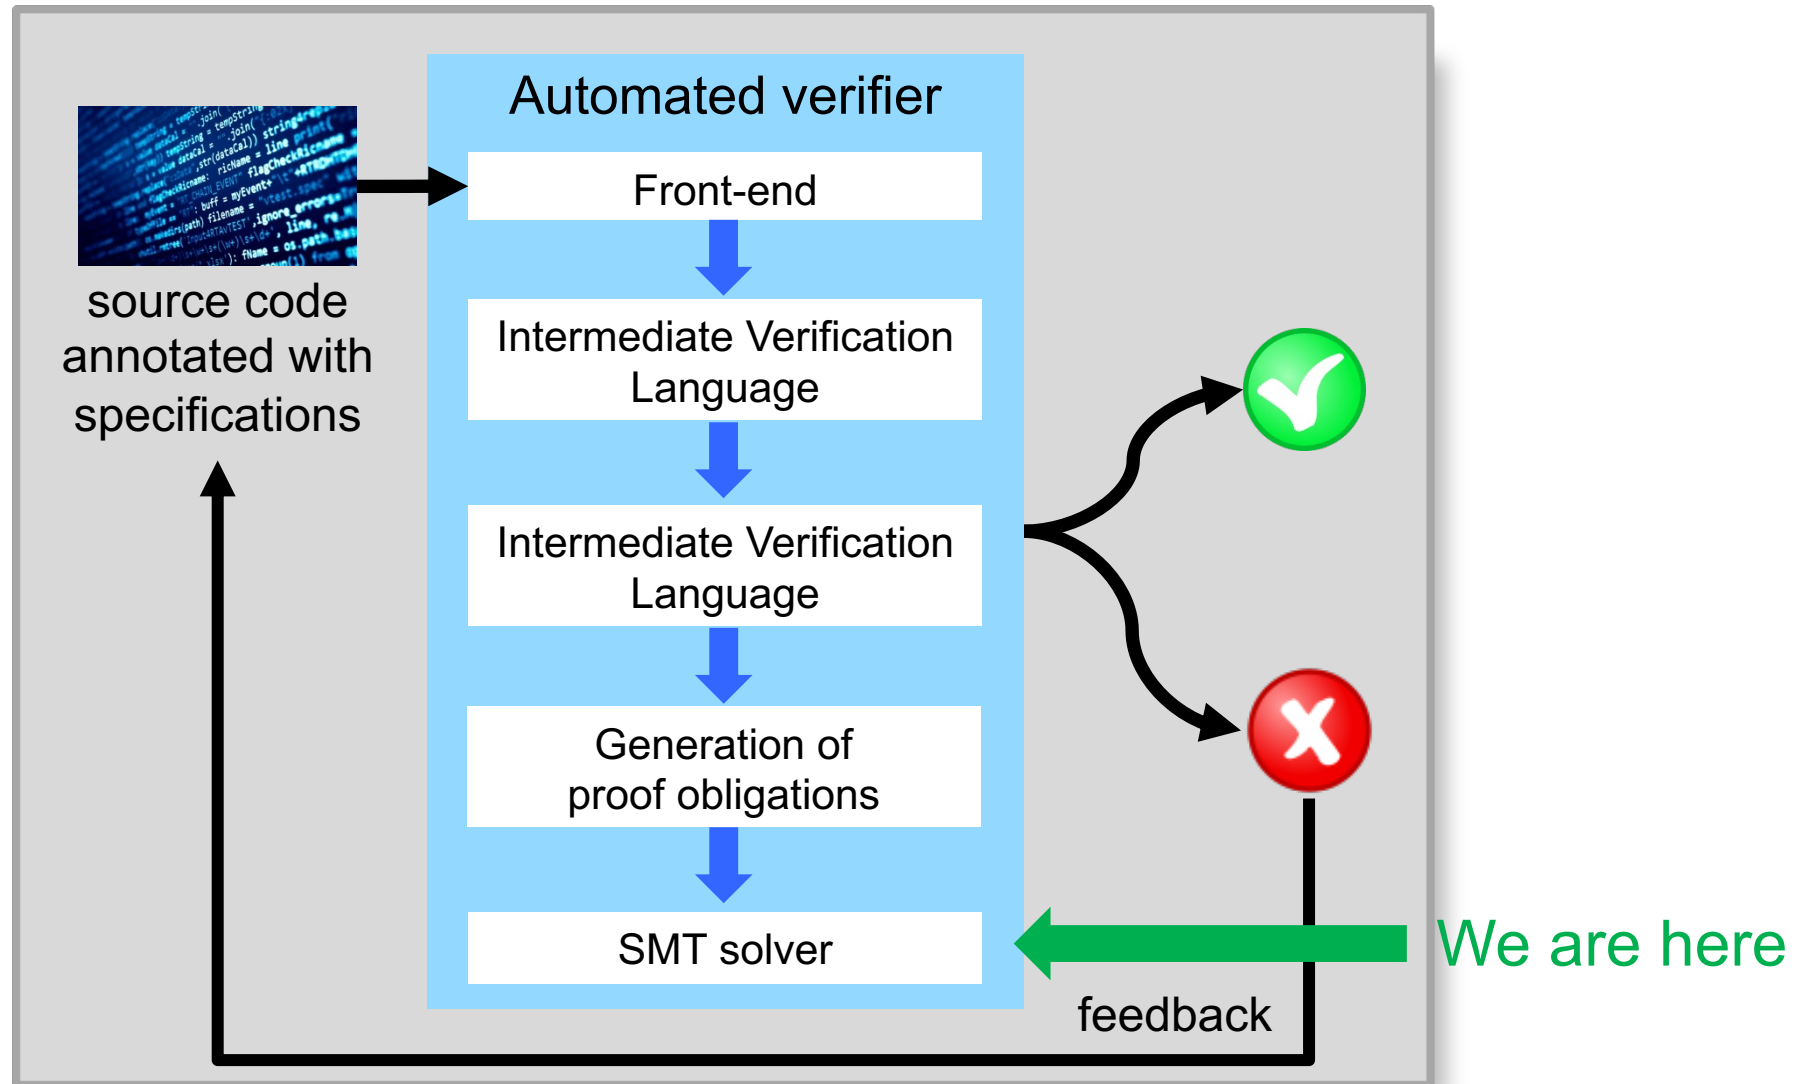 Automated verifier
Front-end
source code
annotated with
specifications
Intermediate Verification
Language
Intermediate Verification
Language
Generation of
proof obligations
SMT solver
We are here
feedback